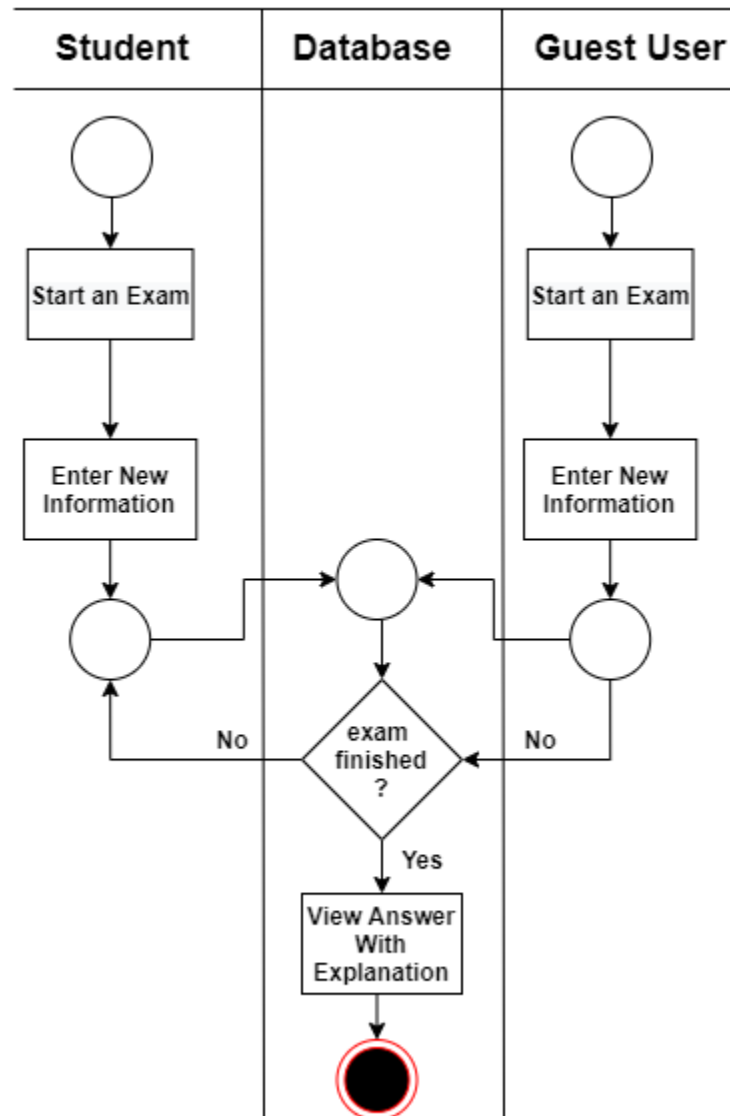 Student
Database
Guest User
Start an Exam
Start an Exam
Enter New
Information
Enter New
Information
exam
finished
?
No
No
Yes
View Answer
With
Explanation